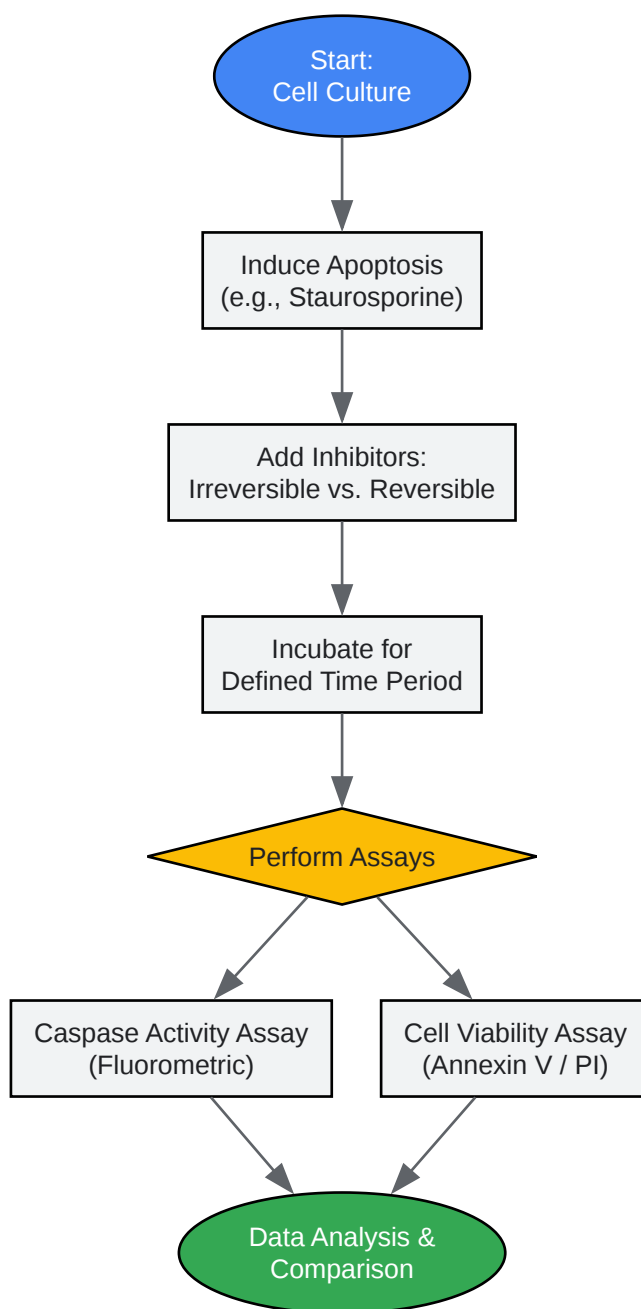 Start:
Cell Culture
Induce Apoptosis
(e.g., Staurosporine)
Add Inhibitors:
Irreversible vs. Reversible
Incubate for
Defined Time Period
Perform Assays
Caspase Activity Assay
(Fluorometric)
Cell Viability Assay
(Annexin V / PI)
Data Analysis &
Comparison